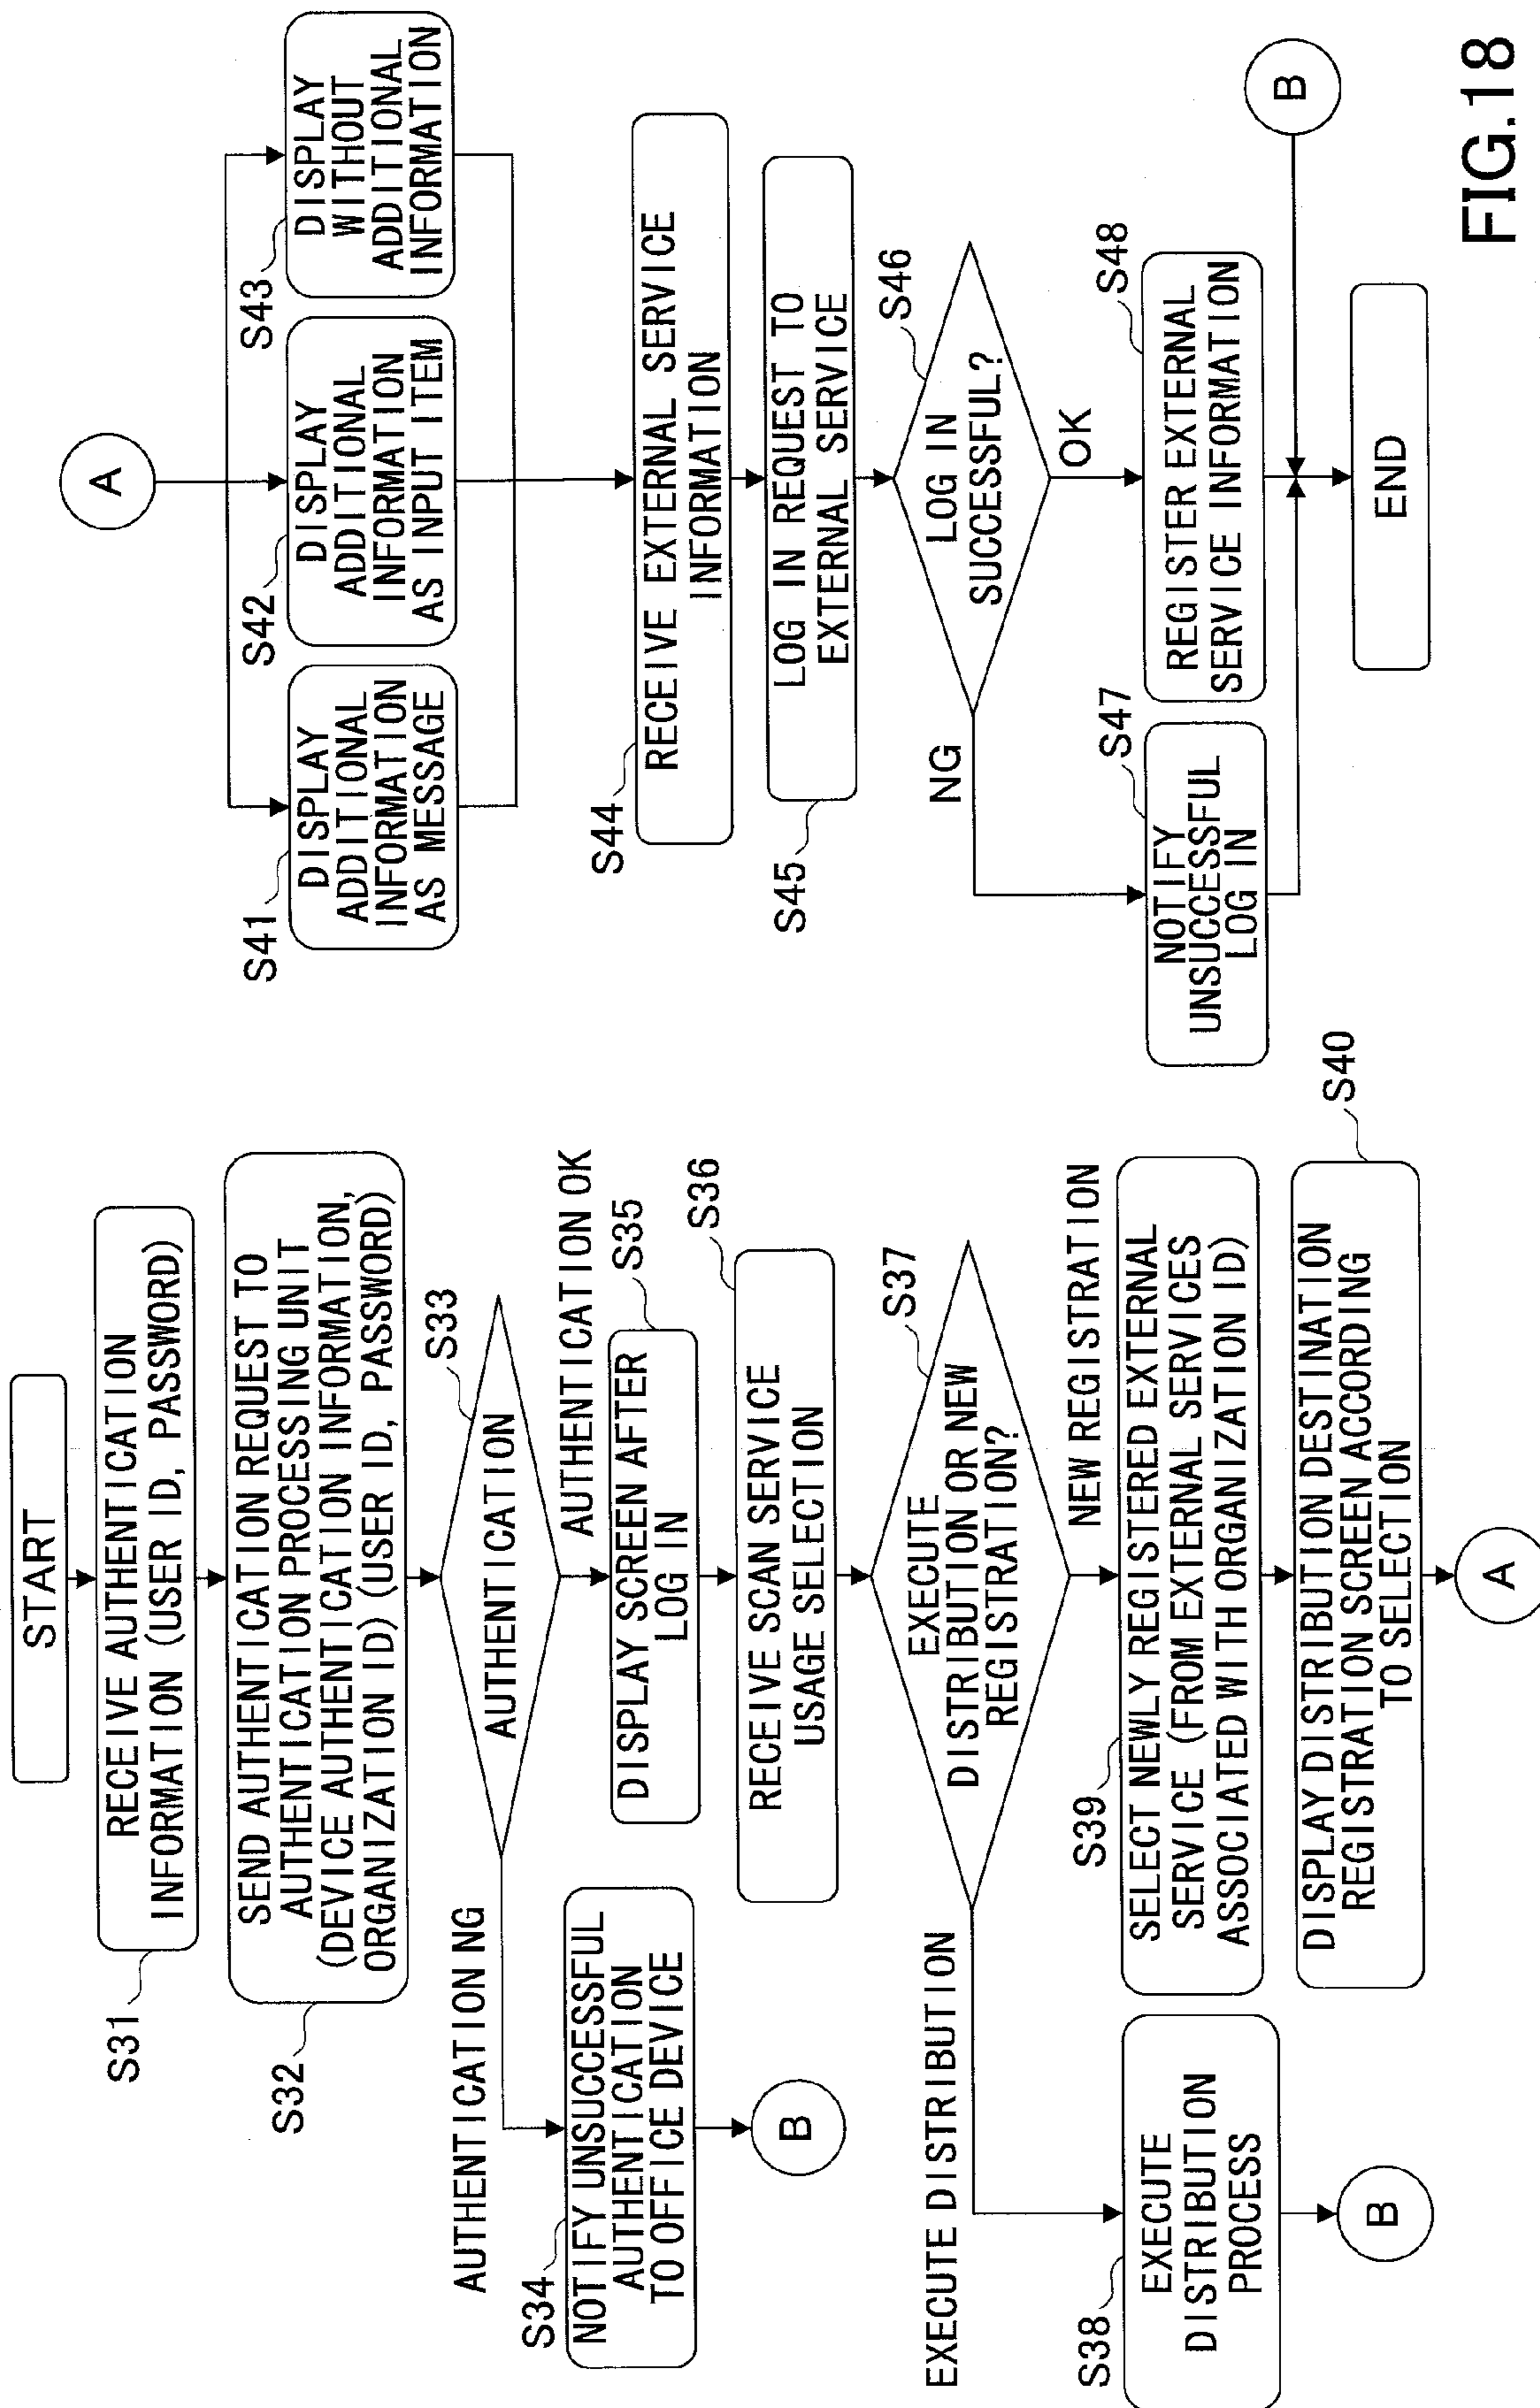 START
S31
RECEIVE AUTHENTICATION
INFORMATION (USER ID, PASSWORD)
S32
SEND AUTHENTICATION REQUEST TO
AUTHENTICATION PROCESSING UNIT
(DEVICE AUTHENTICATION INFORMATION,
ORGANIZATION ID) (USER ID, PASSWORD)
S33
AUTHENTICATION
AUTHENTICATION NG
AUTHENTICATION OK
S34
NOTIFY UNSUCCESSFUL
AUTHENTICATION
TO OFFICE DEVICE
B
S35
DISPLAY SCREEN AFTER
LOG IN
S36
RECEIVE SCAN SERVICE
USAGE SELECTION
S37
EXECUTE
DISTRIBUTION OR NEW
REGISTRATION?
EXECUTE DISTRIBUTION
NEW REGISTRATION
S38
EXECUTE
DISTRIBUTION
PROCESS
B
S39
SELECT NEWLY REGISTERED EXTERNAL
SERVICE (FROM EXTERNAL SERVICES
ASSOCIATED WITH ORGANIZATION ID)
S40
DISPLAY DISTRIBUTION DESTINATION
REGISTRATION SCREEN ACCORDING
TO SELECTION
A
A
S41
DISPLAY
ADDITIONAL
INFORMATION
AS MESSAGE
S42
DISPLAY
ADDITIONAL
INFORMATION
AS INPUT ITEM
S43
DISPLAY
WITHOUT
ADDITIONAL
INFORMATION
S44
RECEIVE EXTERNAL SERVICE
INFORMATION
S45
LOG IN REQUEST TO
EXTERNAL SERVICE
S46
LOG IN
SUCCESSFUL?
NG
OK
S47
NOTIFY
UNSUCCESSFUL
LOG IN
S48
REGISTER EXTERNAL
SERVICE INFORMATION
B
END
FIG.18